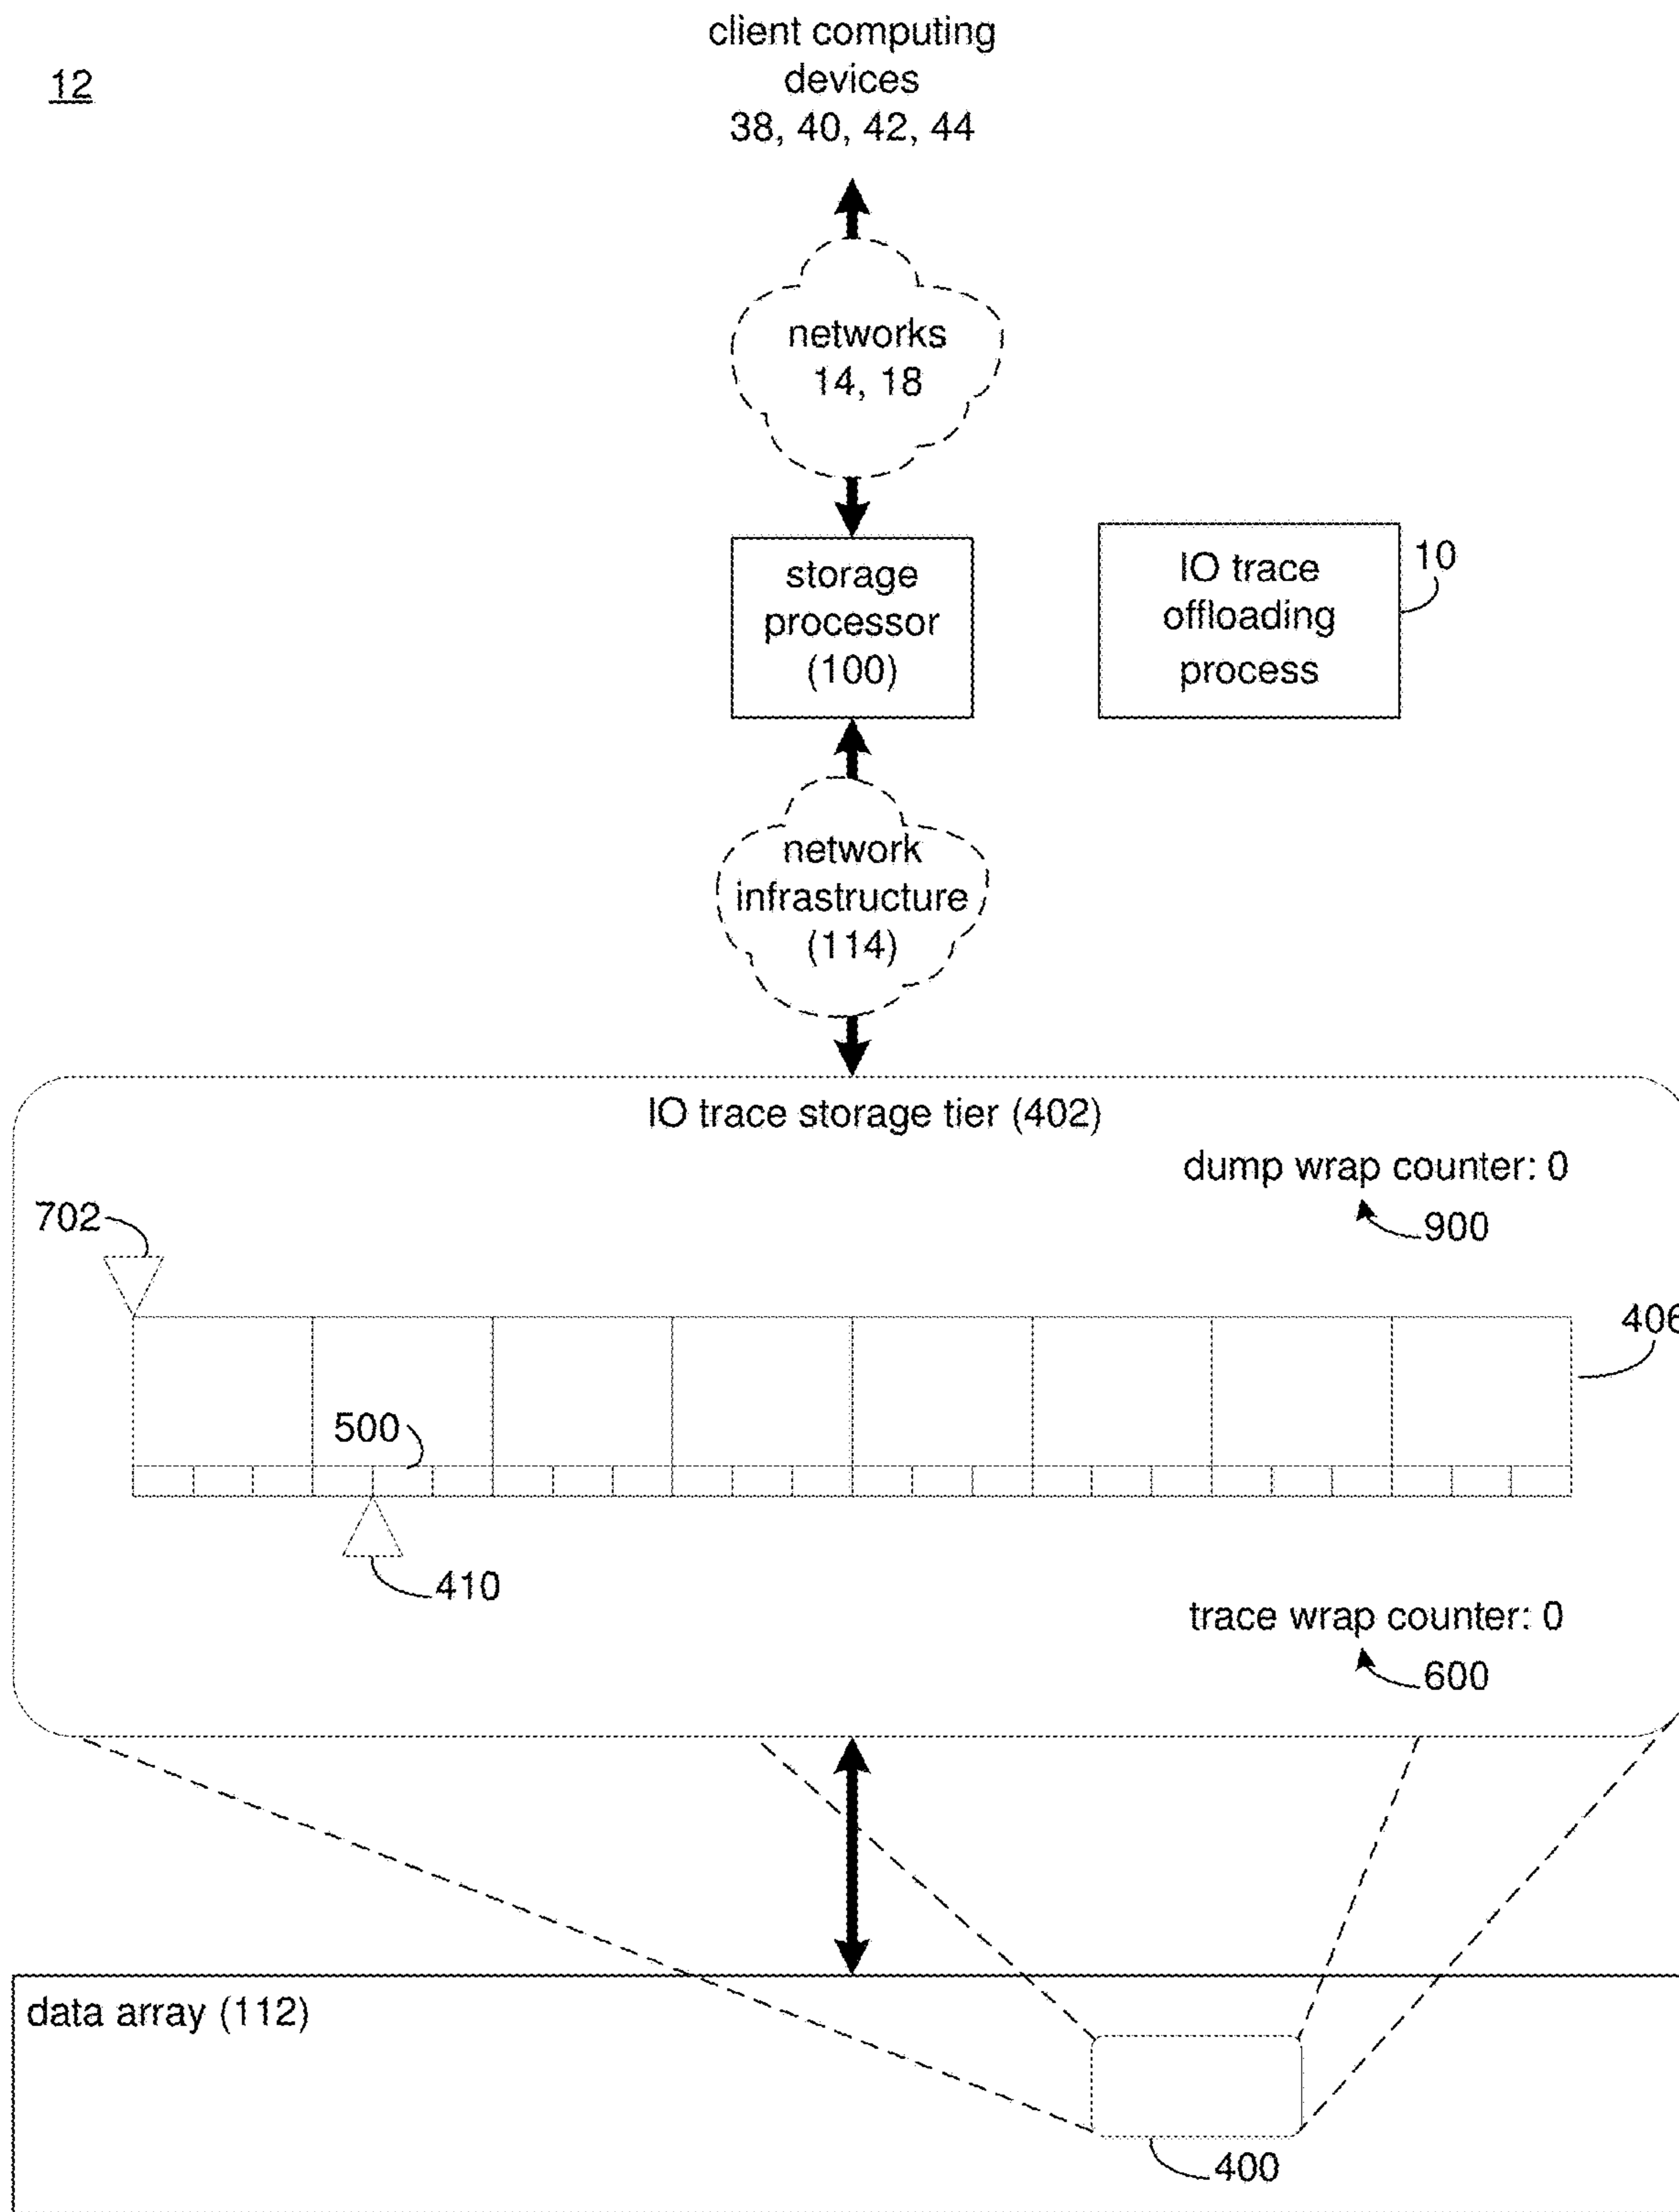 12
client computing
devices
38, 40, 42, 44
networks
14, 18
storage
processor
(100)
IO trace
offloading
process
10
network
infrastructure
(114)
IO trace storage tier (402)
dump wrap counter: 0
900
702
406
500
410
trace wrap counter: 0
600
data array (112)
400